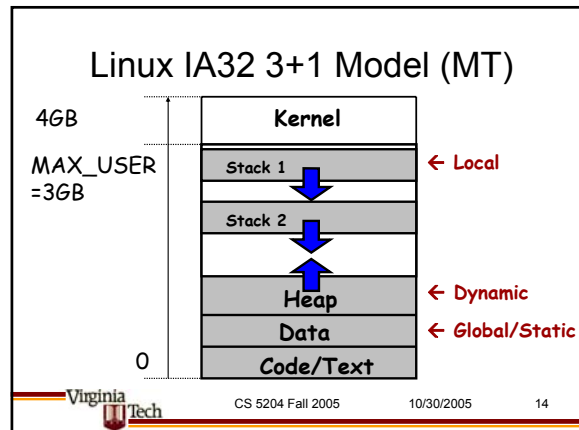 Linux IA32 3+1 Model (MT)
4GB
Kernel
MAX_USER
=3GB
Stack 1
← Local
Stack 2
Heap
← Dynamic
Data
← Global/Static
0
Code/Text
Virginia Tech
CS 5204 Fall 2005
10/30/2005
14